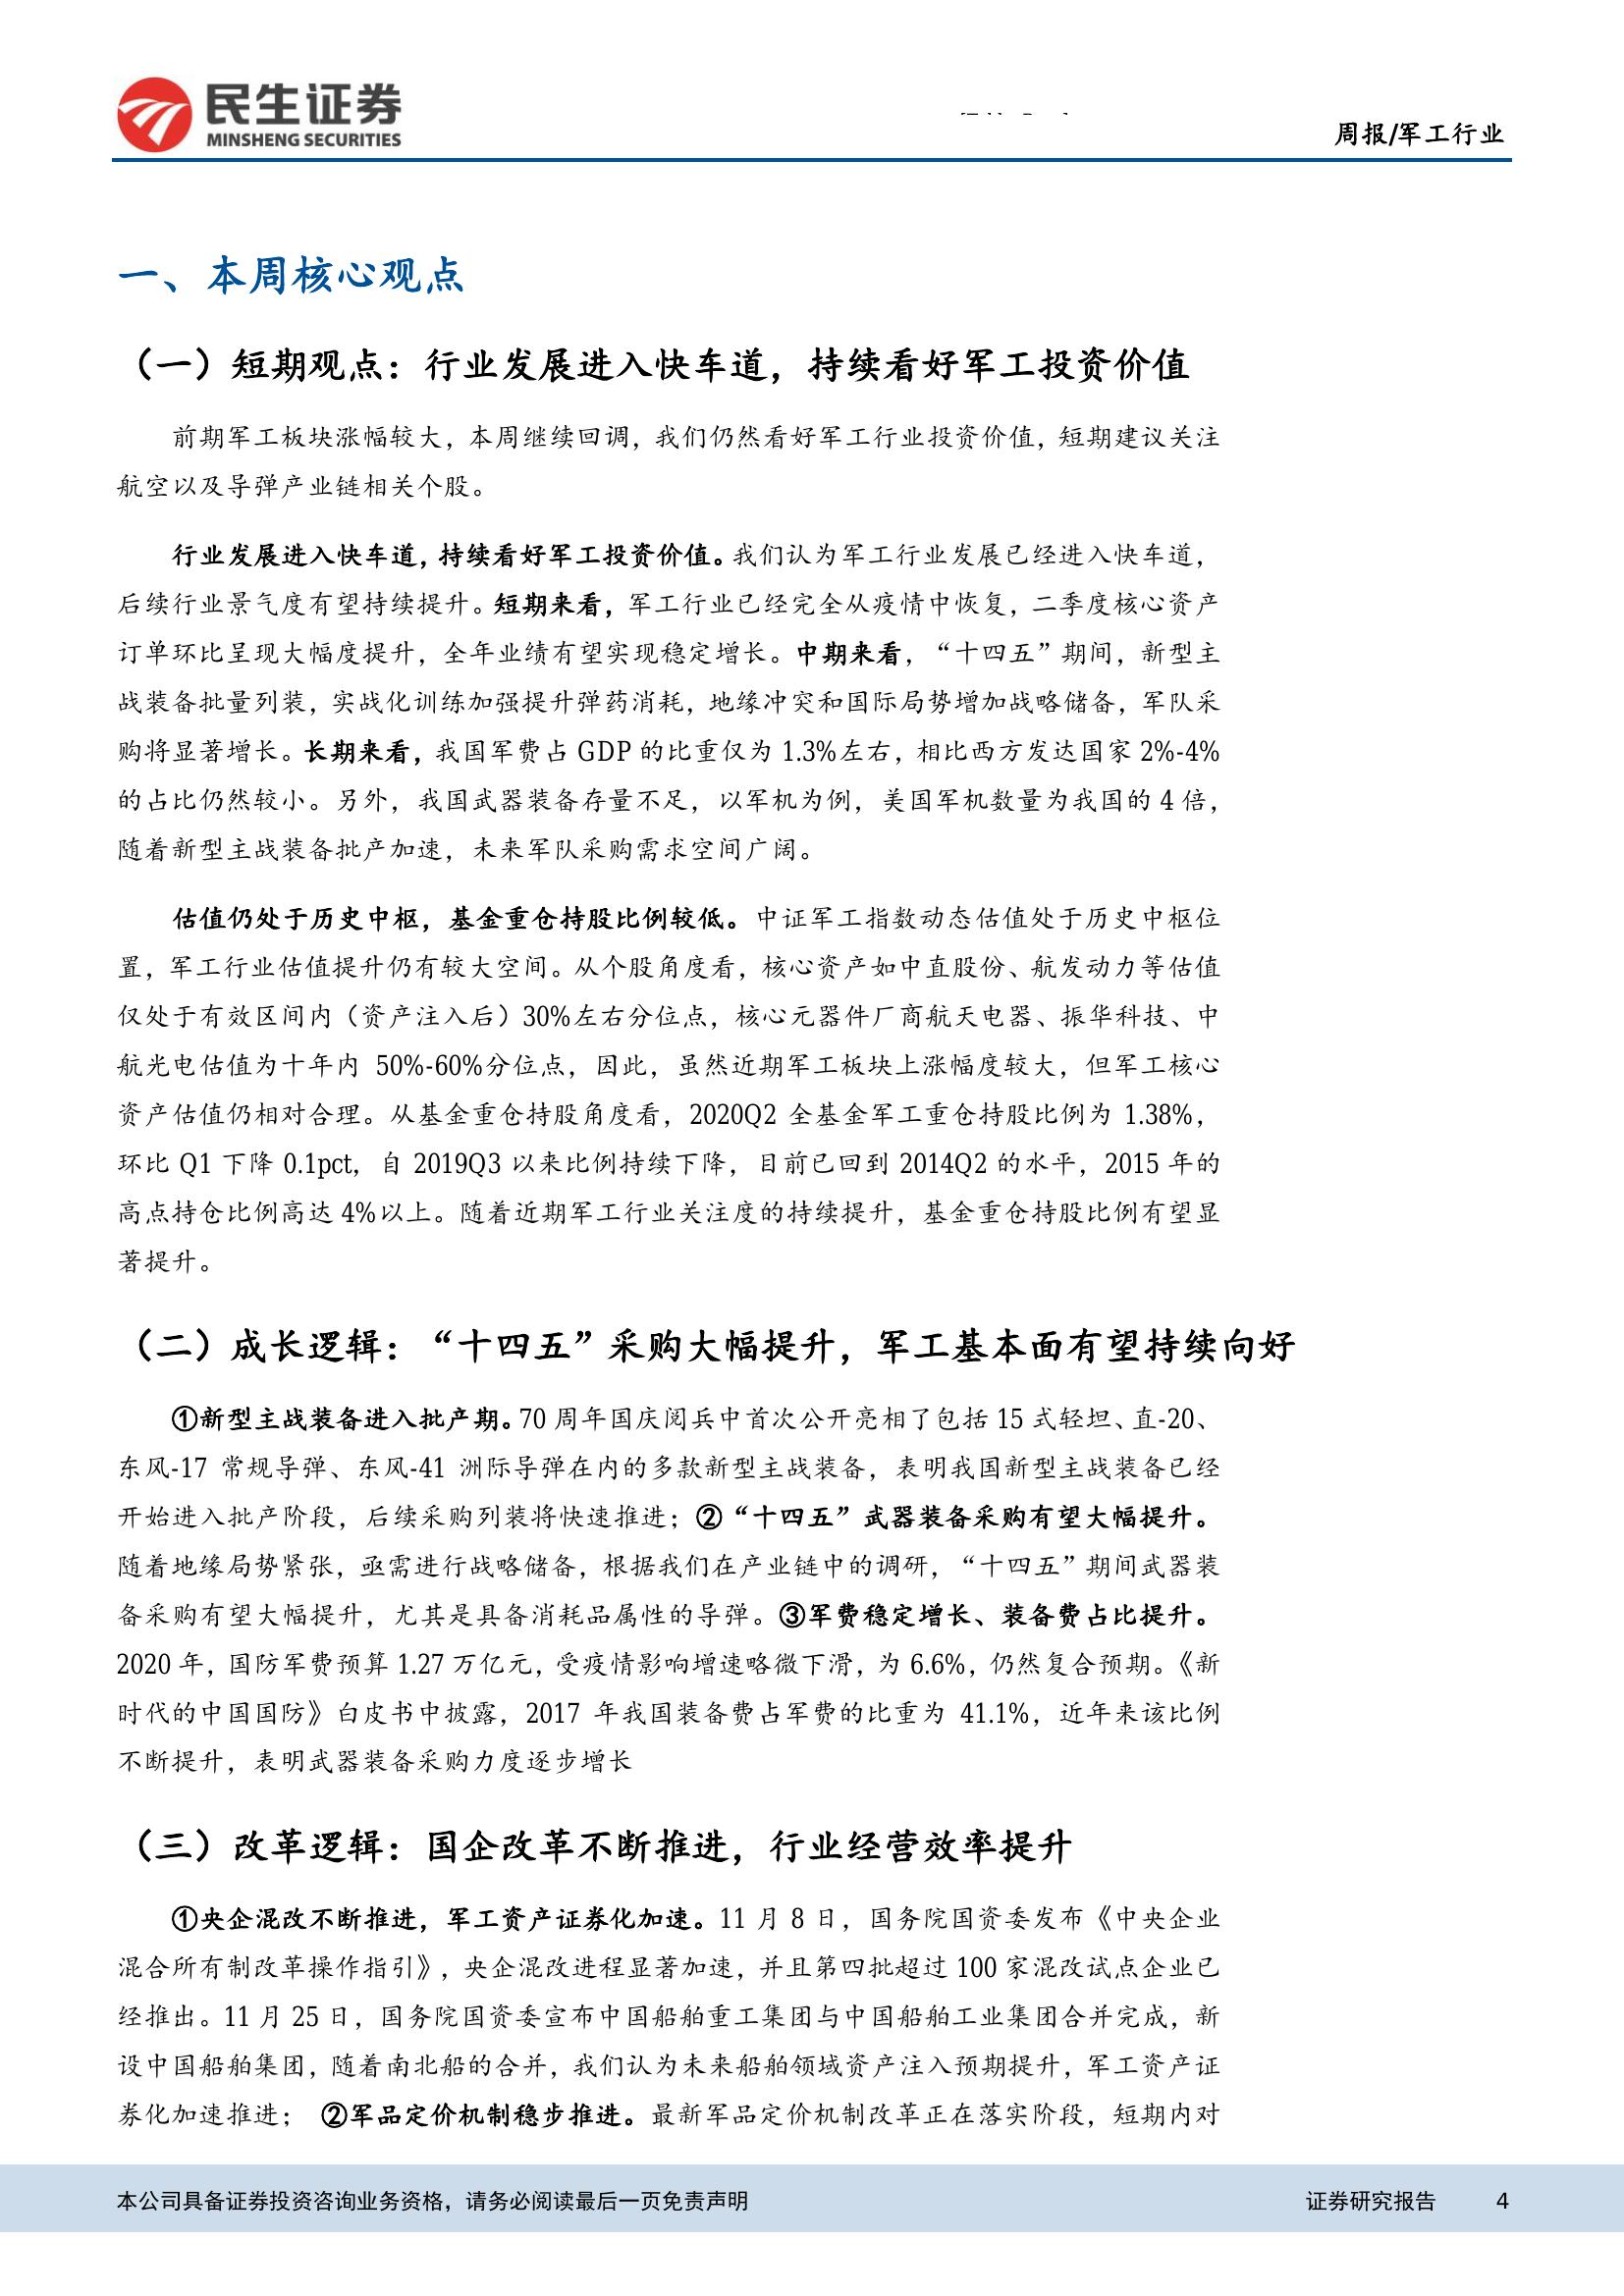 民生证券
MINSHENG SECURITIES
周报/军工行业
一、本周核心观点
（一）短期观点：行业发展进入快车道，持续看好军工投资价值
前期军工板块涨幅较大，本周继续回调，我们仍然看好军工行业投资价值，短期建议关注
航空以及导弹产业链相关个股。
行业发展进入快车道，持续看好军工投资价值。我们认为军工行业发展已经进入快车道，
后续行业景气度有望持续提升。短期来看，军工行业已经完全从疫情中恢复，二季度核心资产
订单环比呈现大幅度提升，全年业绩有望实现稳定增长。中期来看，“十四五”期间，新型主
战装备批量列装，实战化训练加强提升弹药消耗，地缘冲突和国际局势增加战略储备，军队采
购将显著增长。长期来看，我国军费占 GDP 的比重仅为 1.3%左右，相比西方发达国家 2%-4%
的占比仍然较小。另外，我国武器装备存量不足，以军机为例，美国军机数量为我国的 4 倍，
随着新型主战装备批产加速，未来军队采购需求空间广阔。
估值仍处于历史中枢，基金重仓持股比例较低。中证军工指数动态估值处于历史中枢位
置，军工行业估值提升仍有较大空间。从个股角度看，核心资产如中直股份、航发动力等估值
仅处于有效区间内（资产注入后）30%左右分位点，核心元器件厂商航天电器、振华科技、中
航光电估值为十年内 50%-60%分位点，因此，虽然近期军工板块上涨幅度较大，但军工核心
资产估值仍相对合理。从基金重仓持股角度看，2020Q2 全基金军工重仓持股比例为 1.38%，
环比 Q1 下降 0.1pct，自 2019Q3 以来比例持续下降，目前已回到 2014Q2 的水平，2015 年的
高点持仓比例高达 4%以上。随着近期军工行业关注度的持续提升，基金重仓持股比例有望显
著提升。
（二）成长逻辑：“十四五”采购大幅提升，军工基本面有望持续向好
①新型主战装备进入批产期。70 周年国庆阅兵中首次公开亮相了包括 15 式轻坦、直-20、
东风-17 常规导弹、东风-41 洲际导弹在内的多款新型主战装备，表明我国新型主战装备已经
开始进入批产阶段，后续采购列装将快速推进；②“十四五”武器装备采购有望大幅提升。
随着地缘局势紧张，亟需进行战略储备，根据我们在产业链中的调研，“十四五”期间武器装
备采购有望大幅提升，尤其是具备消耗品属性的导弹。③军费稳定增长、装备费占比提升。
2020 年，国防军费预算 1.27 万亿元，受疫情影响增速略微下滑，为 6.6%，仍然复合预期。《新
时代的中国国防》白皮书中披露，2017 年我国装备费占军费的比重为 41.1%，近年来该比例
不断提升，表明武器装备采购力度逐步增长
（三）改革逻辑：国企改革不断推进，行业经营效率提升
①央企混改不断推进，军工资产证券化加速。11 月 8 日，国务院国资委发布《中央企业
混合所有制改革操作指引》，央企混改进程显著加速，并且第四批超过 100 家混改试点企业已
经推出。11 月 25 日，国务院国资委宣布中国船舶重工集团与中国船舶工业集团合并完成，新
设中国船舶集团，随着南北船的合并，我们认为未来船舶领域资产注入预期提升，军工资产证
券化加速推进； ②军品定价机制稳步推进。最新军品定价机制改革正在落实阶段，短期内对
本公司具备证券投资咨询业务资格，请务必阅读最后一页免责声明
证券研究报告 4